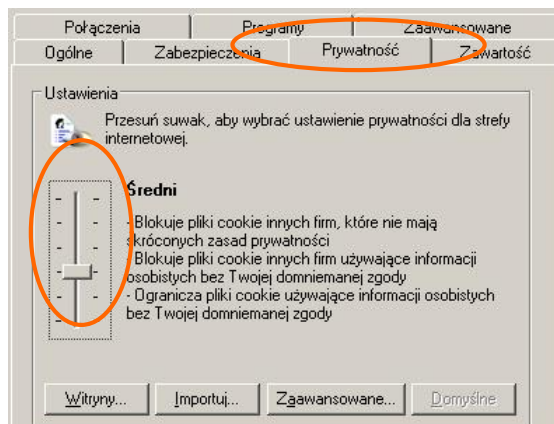 Połączenia Programy Zaawansowane
Ogólne Zabezpieczenia Prywatność Zawartość
Ustawienia
Przesuń suwak, aby wybrać ustawienie prywatności dla strefy
internetowej.
Średni
- Blokuje pliki cookie innych firm, które nie mają
skróconych zasad prywatności
- Blokuje pliki cookie innych firm używające informacji
osobistych bez Twojej domniemanej zgody
- Ogranicza pliki cookie używające informacji osobistych
bez Twojej domniemanej zgody
Witryny... Importuj... Zaawansowane... Domyślne